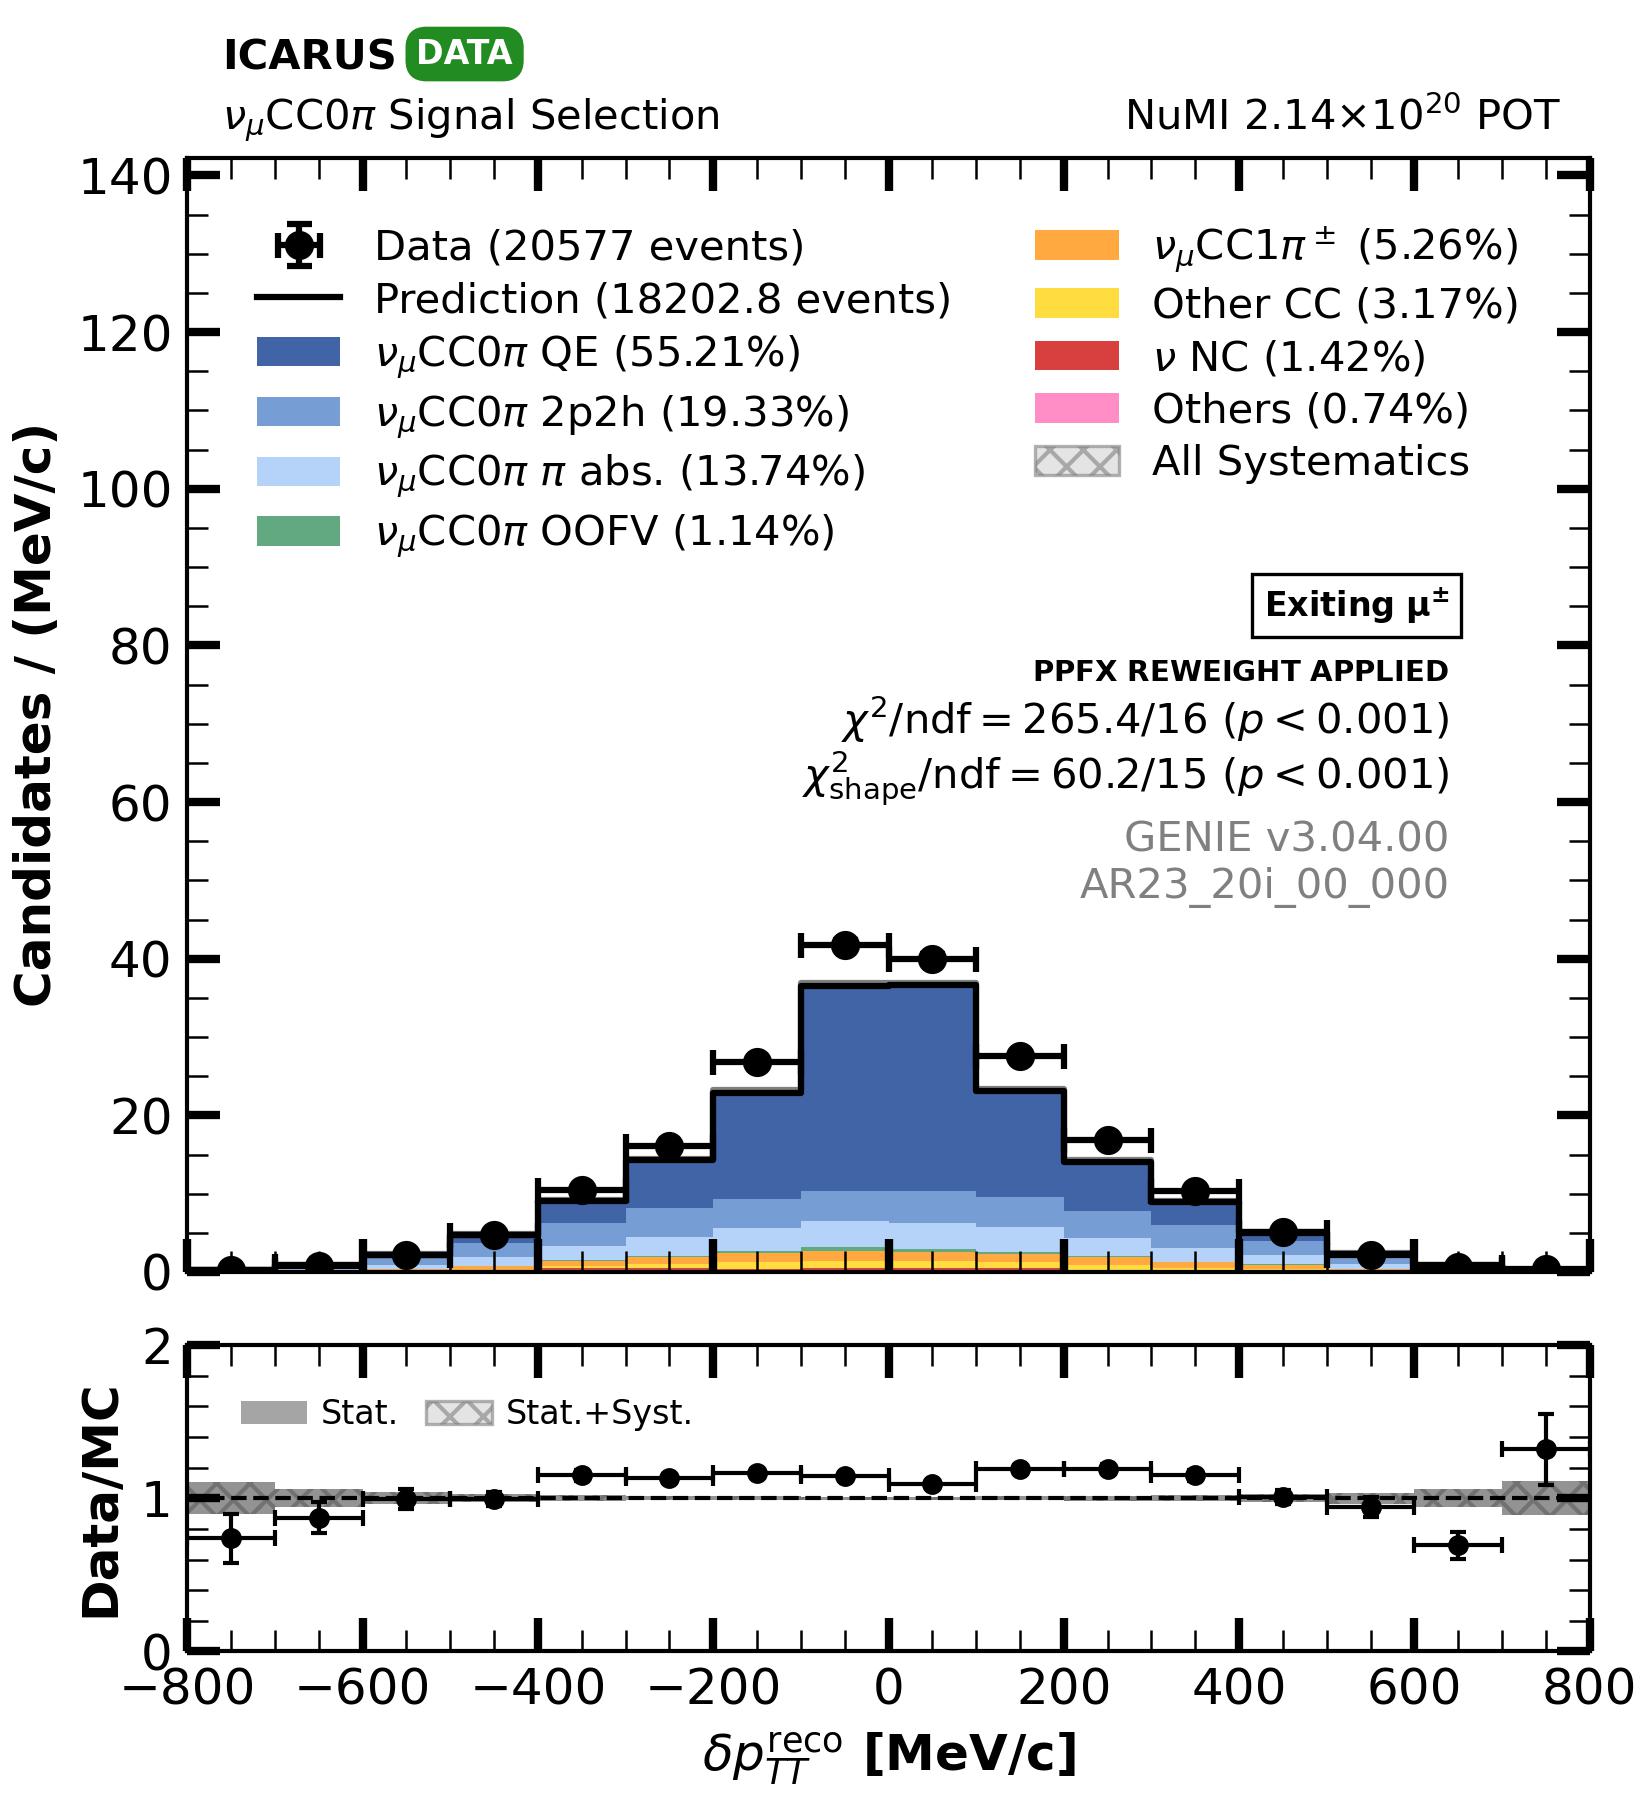 ICARUS DATA
νμCC0π Signal Selection
NuMI 2.14×10²⁰ POT
140
120
100
80
60
40
20
0
Candidates / (MeV/c)
Data (20577 events)
Prediction (18202.8 events)
νμCC0π QE (55.21%)
νμCC0π 2p2h (19.33%)
νμCC0π π abs. (13.74%)
νμCC0π OOFV (1.14%)
νμCC1π± (5.26%)
Other CC (3.17%)
ν NC (1.42%)
Others (0.74%)
All Systematics
Exiting μ±
PPFX REWEIGHT APPLIED
χ²/ndf = 265.4/16 (p < 0.001)
χ²shape/ndf = 60.2/15 (p < 0.001)
GENIE v3.04.00
AR23_20i_00_000
2
1
0
Data/MC
Stat. Stat.+Syst.
−800 −600 −400 −200 0 200 400 600 800
δp_TT^reco [MeV/c]